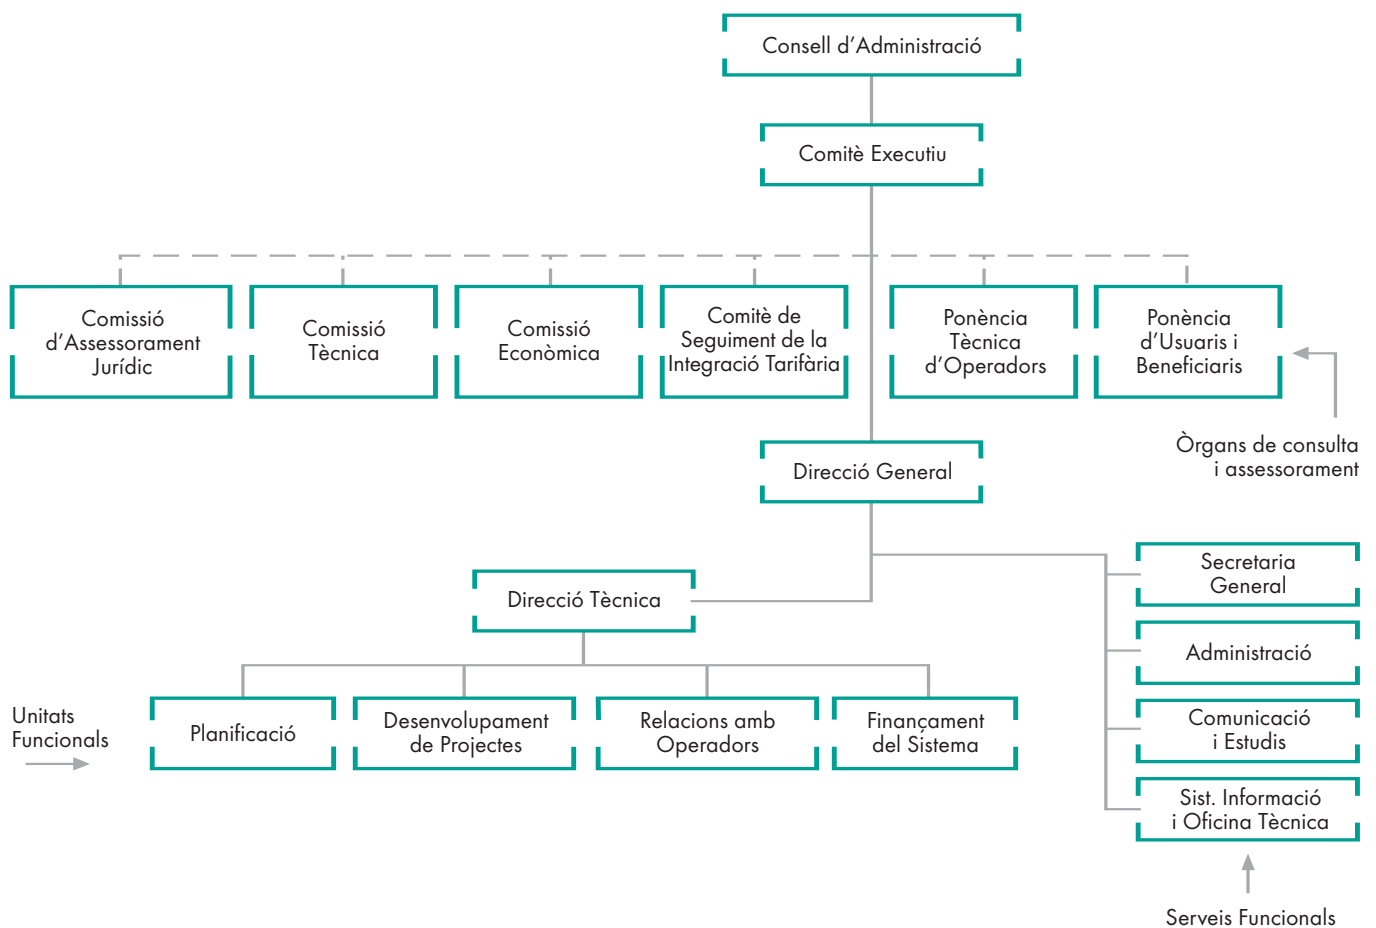 Consell d’Administració
Comitè Executiu
Comissió
d’Assessorament
Jurídic
Comissió
Tècnica
Comissió
Econòmica
Comitè de
Seguiment de la
Integració Tarifària
Ponència
Tècnica
d’Operadors
Ponència
d’Usuaris i
Beneficiaris
Òrgans de consulta
i assessorament
Direcció General
Direcció Tècnica
Secretaria
General
Administració
Comunicació
i Estudis
Sist. Informació
i Oficina Tècnica
Serveis Funcionals
Unitats
Funcionals
Planificació
Desenvolupament
de Projectes
Relacions amb
Operadors
Finançament
del Sistema